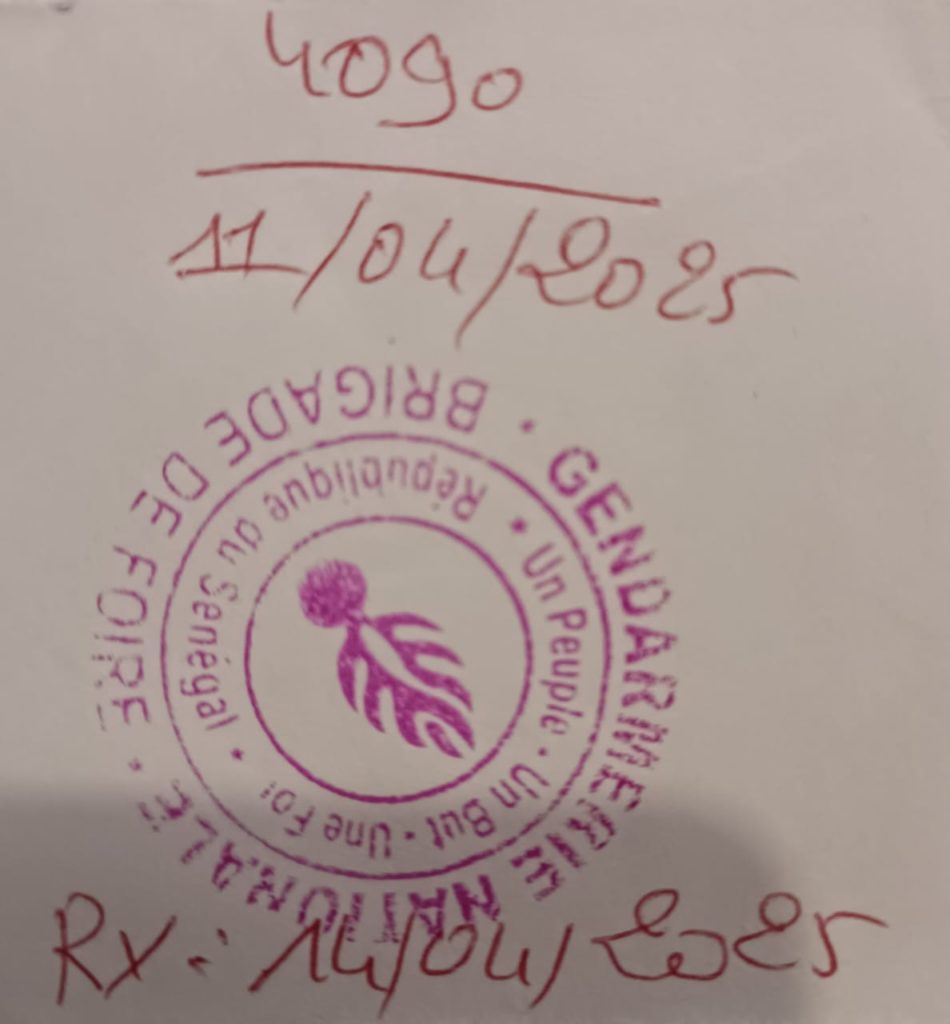 4090
11/04/2025
GENDARMERIE NATIONALE · BRIGADE DE FOIRE ·
République du Sénégal · Un Peuple · Un But · Une Foi
RX : 14/04/2025